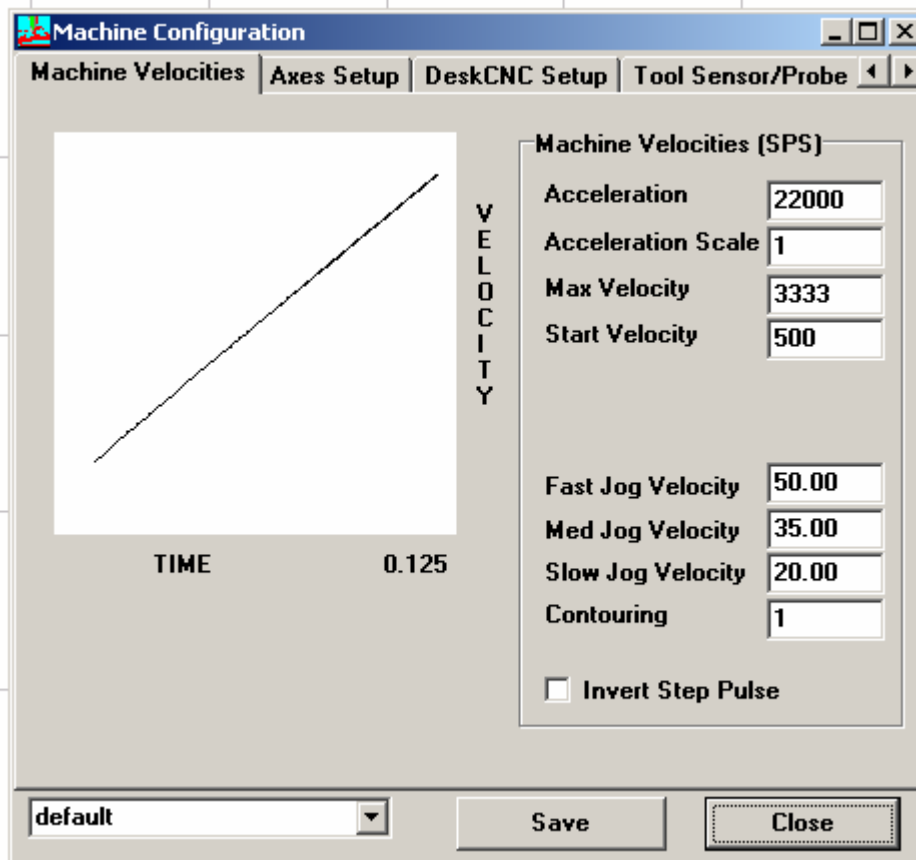 Machine Configuration
Machine Velocities
Axes Setup
DeskCNC Setup
Tool Sensor/Probe
VELOCITY
TIME
0.125
Machine Velocities (SPS)
Acceleration 22000
Acceleration Scale 1
Max Velocity 3333
Start Velocity 500
Fast Jog Velocity 50.00
Med Jog Velocity 35.00
Slow Jog Velocity 20.00
Contouring 1
Invert Step Pulse
default
Save
Close